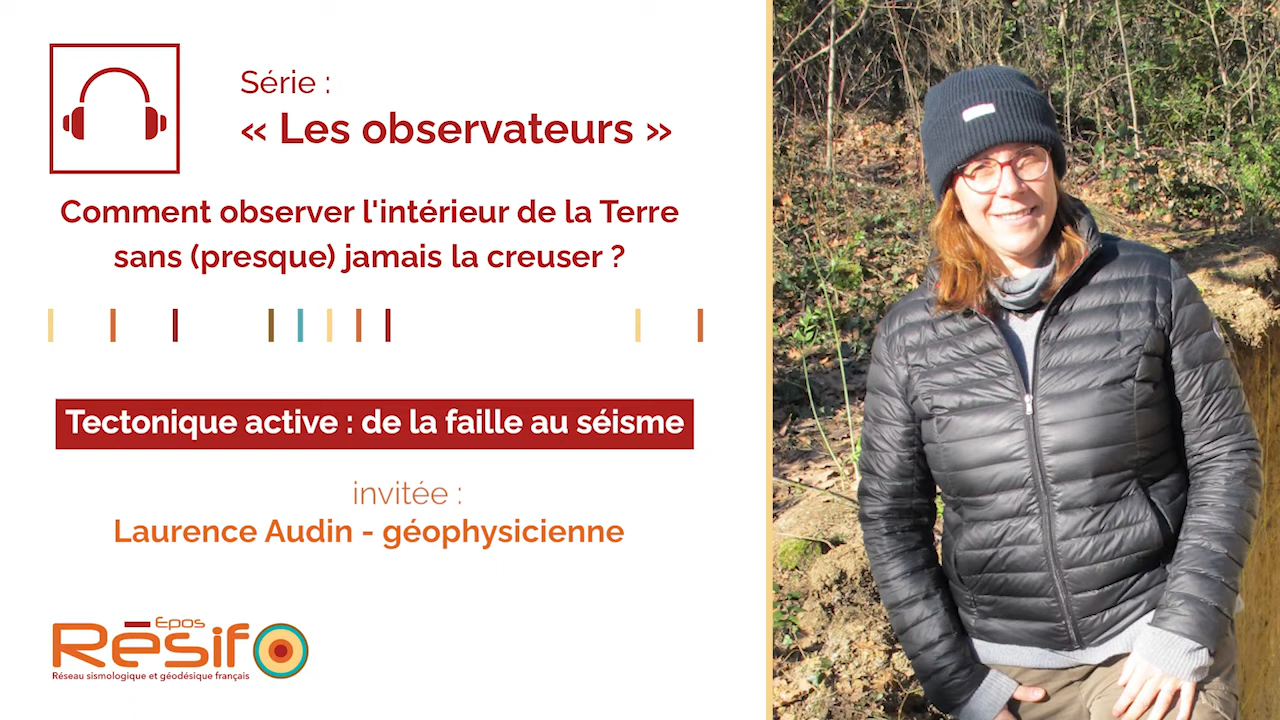 Série :
« Les observateurs »
Comment observer l'intérieur de la Terre
sans (presque) jamais la creuser ?
Tectonique active : de la faille au séisme
invitée :
Laurence Audin - géophysicienne
Epos
Résif
Réseau sismologique et géodésique français